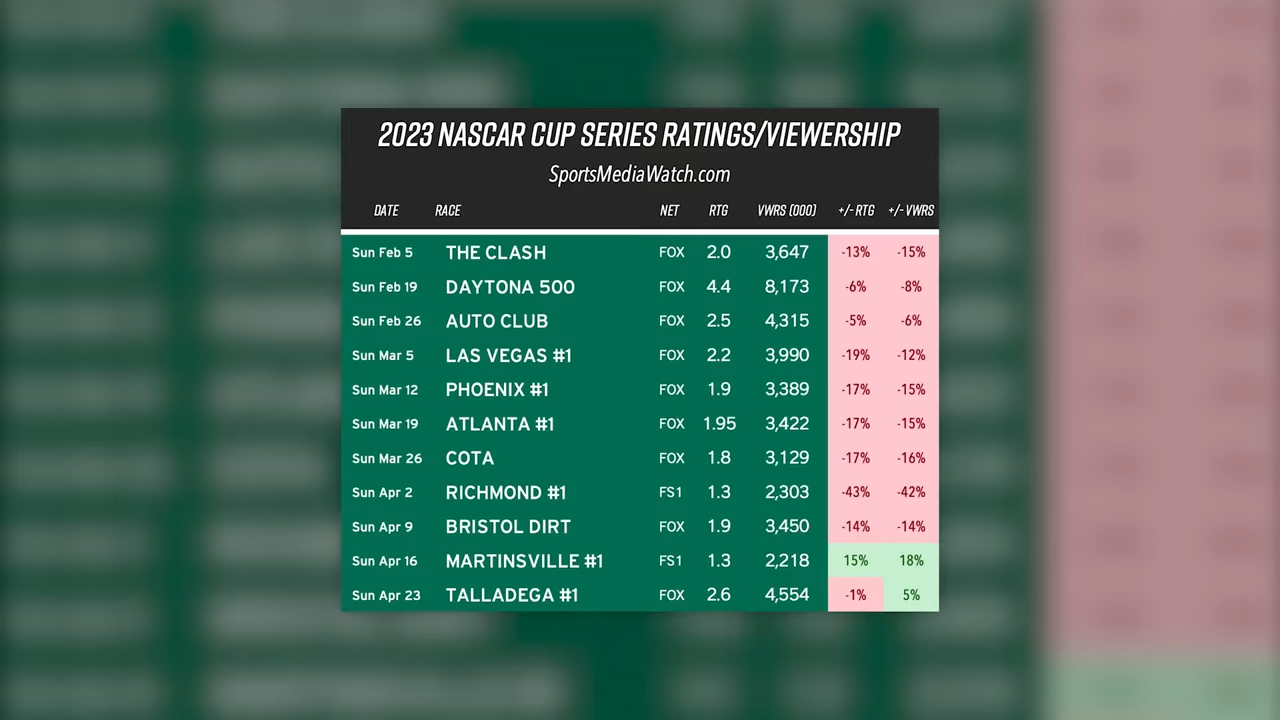 2023 NASCAR CUP SERIES RATINGS/VIEWERSHIP
SportsMediaWatch.com
DATE RACE NET RTG VWRS (000) +/- RTG +/- VWRS
Sun Feb 5 THE CLASH FOX 2.0 3,647 -13% -15%
Sun Feb 19 DAYTONA 500 FOX 4.4 8,173 -6% -8%
Sun Feb 26 AUTO CLUB FOX 2.5 4,315 -5% -6%
Sun Mar 5 LAS VEGAS #1 FOX 2.2 3,990 -19% -12%
Sun Mar 12 PHOENIX #1 FOX 1.9 3,389 -17% -15%
Sun Mar 19 ATLANTA #1 FOX 1.95 3,422 -17% -15%
Sun Mar 26 COTA FOX 1.8 3,129 -17% -16%
Sun Apr 2 RICHMOND #1 FS1 1.3 2,303 -43% -42%
Sun Apr 9 BRISTOL DIRT FOX 1.9 3,450 -14% -14%
Sun Apr 16 MARTINSVILLE #1 FS1 1.3 2,218 15% 18%
Sun Apr 23 TALLADEGA #1 FOX 2.6 4,554 -1% 5%